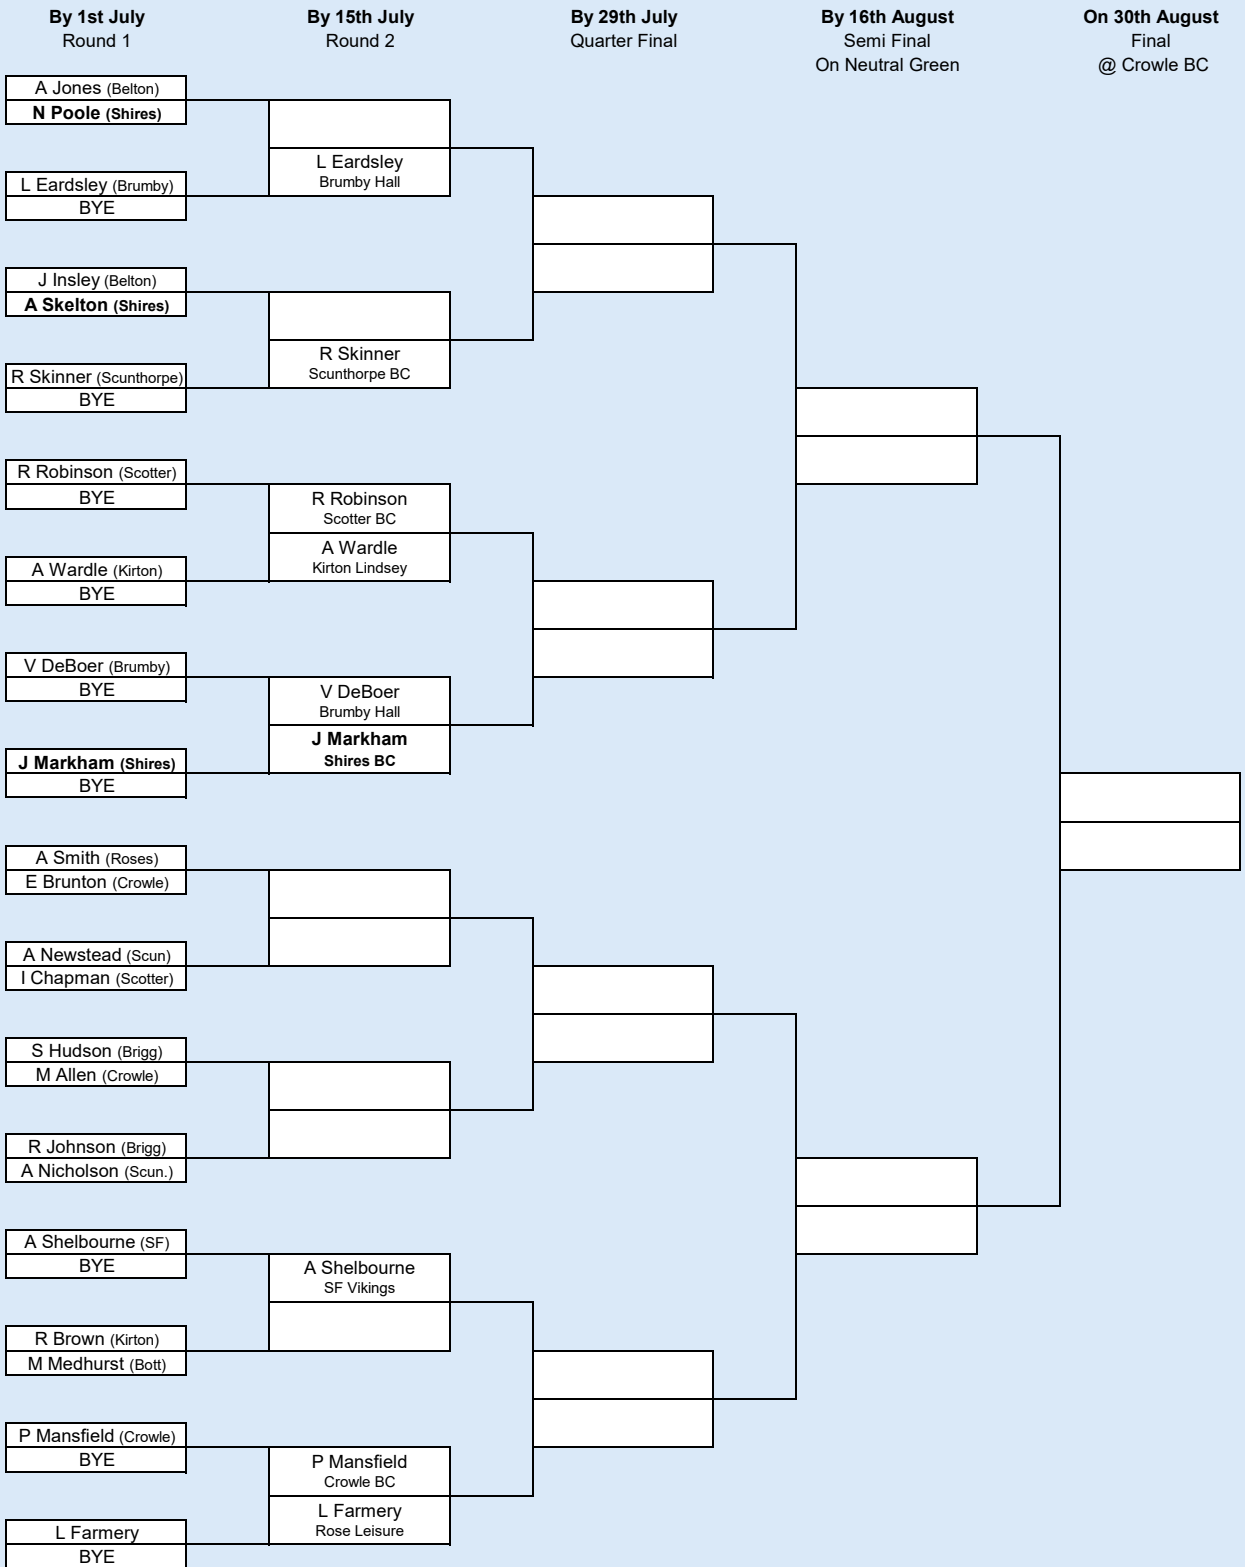 By 1st July
Round 1
By 15th July
Round 2
By 29th July
Quarter Final
By 16th August
Semi Final
On Neutral Green
On 30th August
Final
@ Crowle BC
A Jones (Belton)
N Poole (Shires)
L Eardsley (Brumby)
BYE
J Insley (Belton)
A Skelton (Shires)
R Skinner (Scunthorpe)
BYE
R Robinson (Scotter)
BYE
A Wardle (Kirton)
BYE
V DeBoer (Brumby)
BYE
J Markham (Shires)
BYE
A Smith (Roses)
E Brunton (Crowle)
A Newstead (Scun)
I Chapman (Scotter)
S Hudson (Brigg)
M Allen (Crowle)
R Johnson (Brigg)
A Nicholson (Scun.)
A Shelbourne (SF)
BYE
R Brown (Kirton)
M Medhurst (Bott)
P Mansfield (Crowle)
BYE
L Farmery
BYE
L Eardsley
Brumby Hall
R Skinner
Scunthorpe BC
R Robinson
Scotter BC
A Wardle
Kirton Lindsey
V DeBoer
Brumby Hall
J Markham
Shires BC
A Shelbourne
SF Vikings
P Mansfield
Crowle BC
L Farmery
Rose Leisure